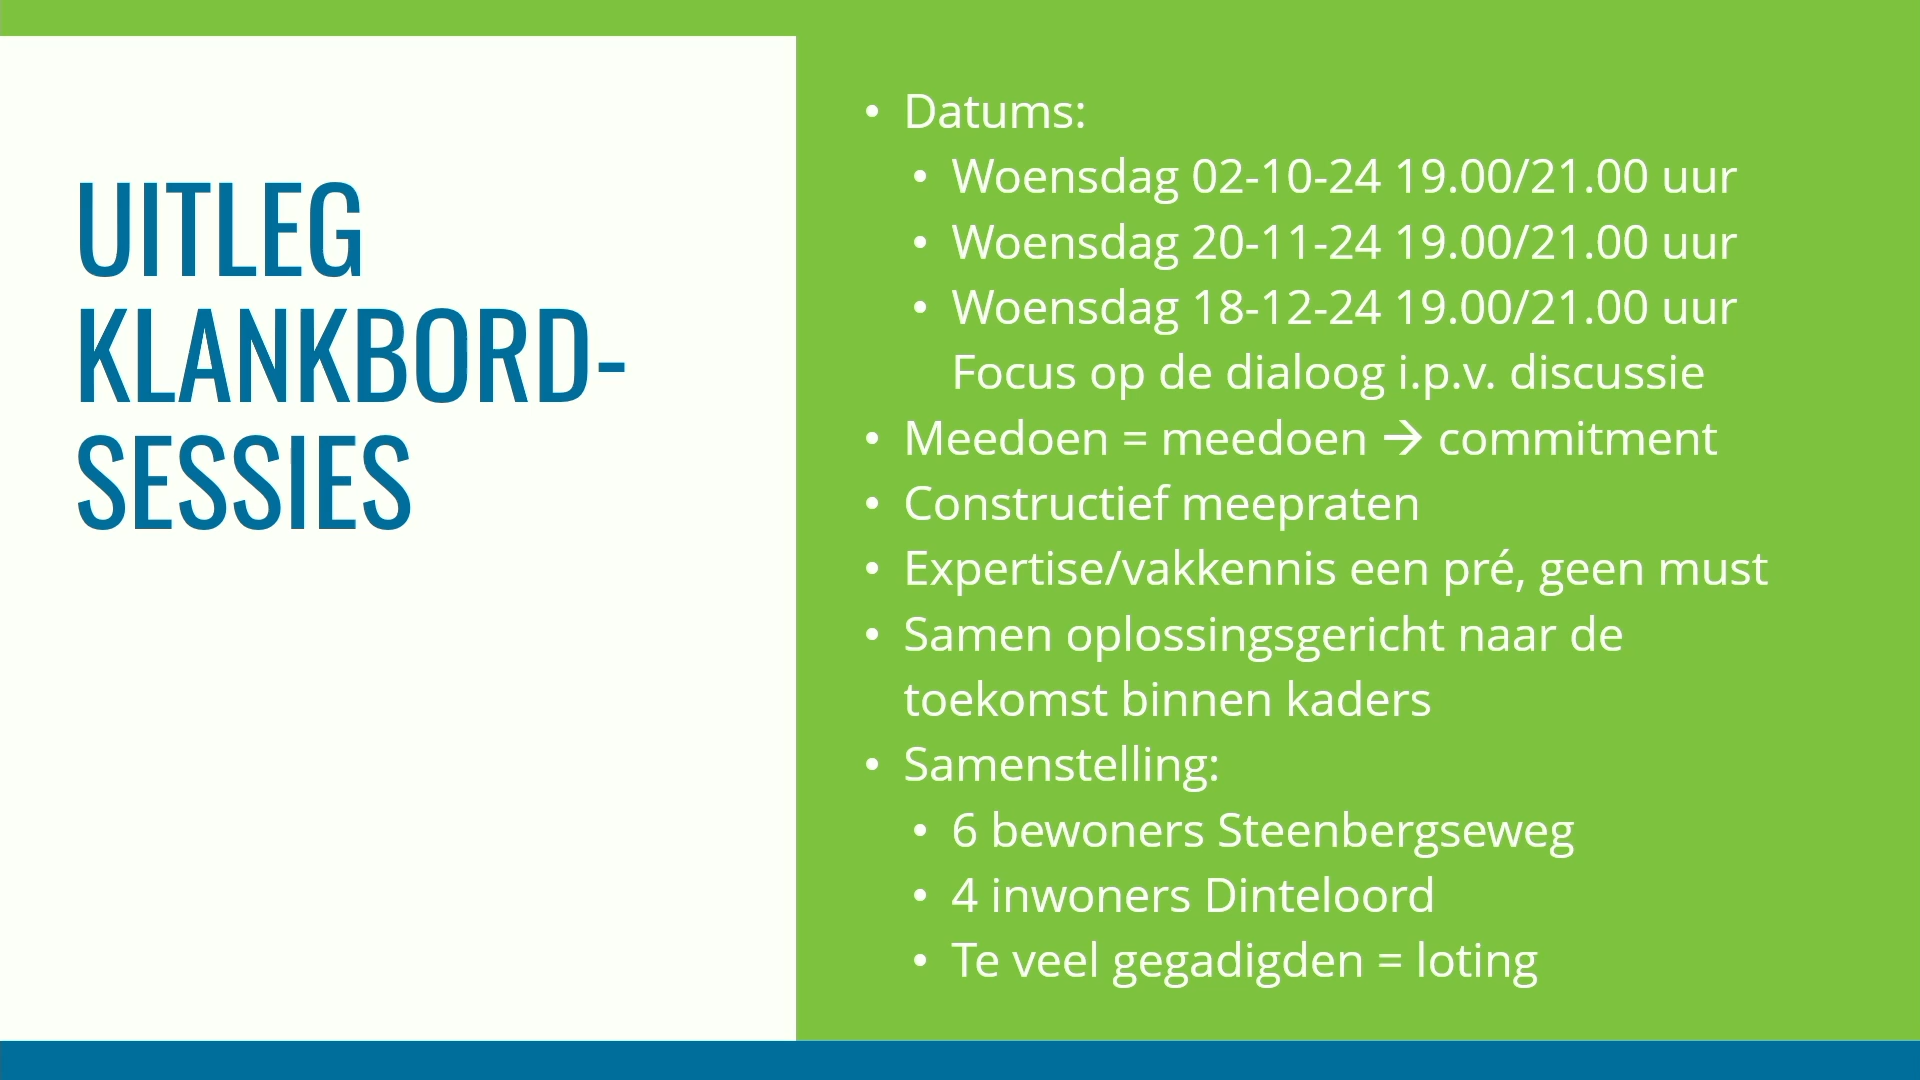 UITLEG
KLANKBORD-
SESSIES
• Datums:
• Woensdag 02-10-24 19.00/21.00 uur
• Woensdag 20-11-24 19.00/21.00 uur
• Woensdag 18-12-24 19.00/21.00 uur
Focus op de dialoog i.p.v. discussie
• Meedoen = meedoen → commitment
• Constructief meepraten
• Expertise/vakkennis een pré, geen must
• Samen oplossingsgericht naar de
toekomst binnen kaders
• Samenstelling:
• 6 bewoners Steenbergseweg
• 4 inwoners Dinteloord
• Te veel gegadigden = loting